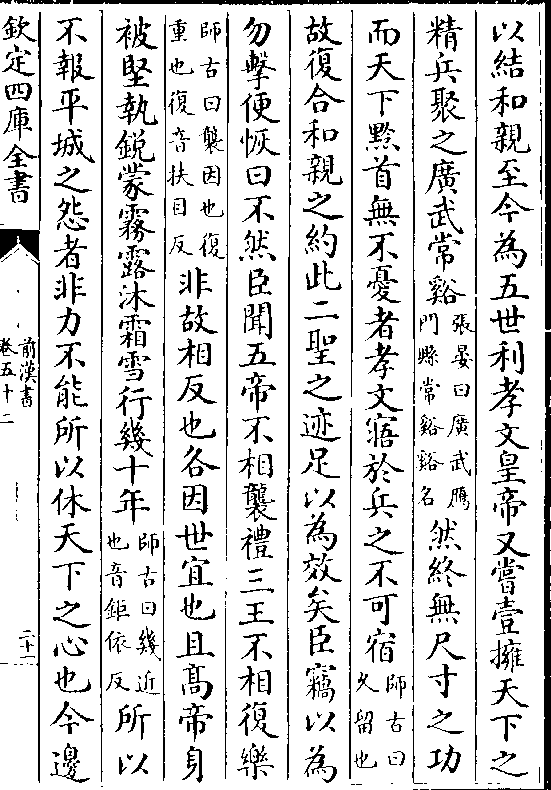 以結和親至今為五世利孝文皇帝又嘗壹擁天下之
精兵聚之廣武常谿張晏曰廣武鴈門縣常谿谿名然終無尺寸之功
而天下黔首無不憂者孝文寤於兵之不可宿師古曰久留也
故復合和親之約此二聖之迹足以為效矣臣竊以為
勿擊便恢曰不然臣聞五帝不相襲禮三王不相復樂
師古曰襲因也復重也復音扶目反非故相反也各因世宜也且髙帝身
被堅執銳蒙霧露沐霜雪行幾十年師古曰幾近也音鉅依反所以
不報平城之怨者非力不能所以休天下之心也今邊
欽定四庫全書
前漢書
卷五十二
二十一